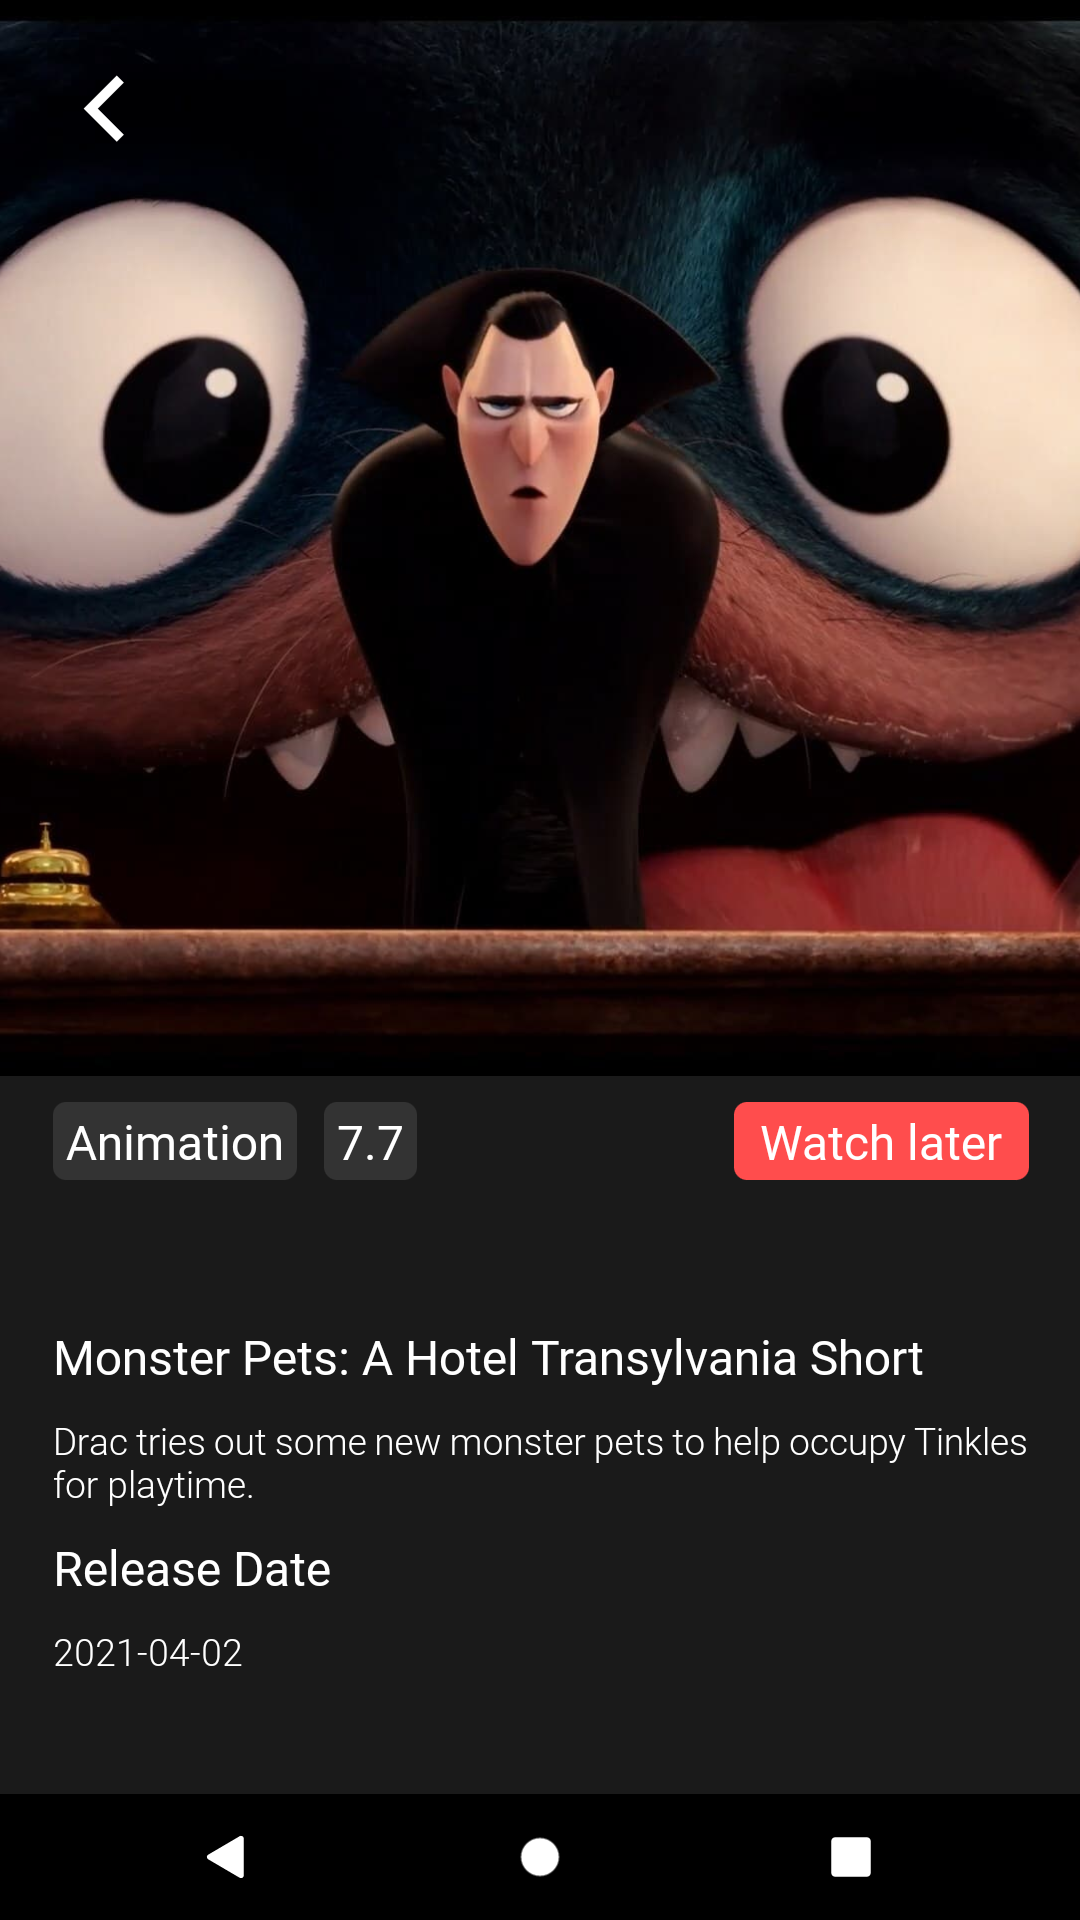 Animation 7.7 Watch later
Monster Pets: A Hotel Transylvania Short
Drac tries out some new monster pets to help occupy Tinkles
for playtime.
Release Date
2021-04-02